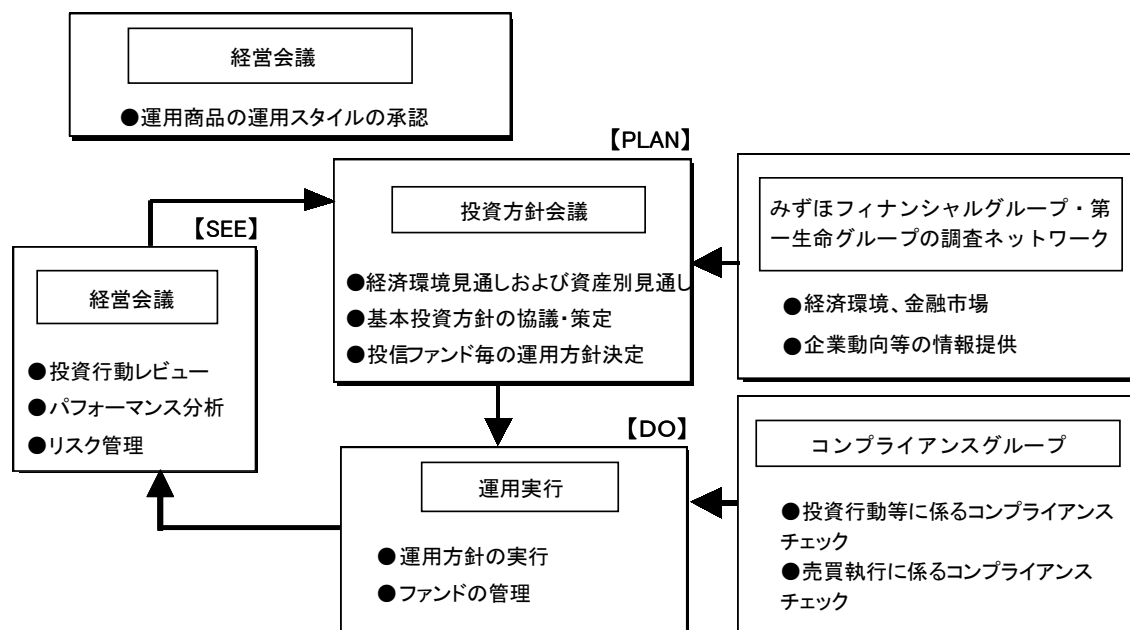 経営会議
●運用商品の運用スタイルの承認
【PLAN】
投資方針会議
●経済環境見通しおよび資産別見通し
●基本投資方針の協議・策定
●投信ファンド毎の運用方針決定
みずほフィナンシャルグループ・第
一生命グループの調査ネットワーク
●経済環境、金融市場
●企業動向等の情報提供
【SEE】
経営会議
●投資行動レビュー
●パフォーマンス分析
●リスク管理
【DO】
運用実行
●運用方針の実行
●ファンドの管理
コンプライアンスグループ
●投資行動等に係るコンプライアンス
チェック
●売買執行に係るコンプライアンス
チェック